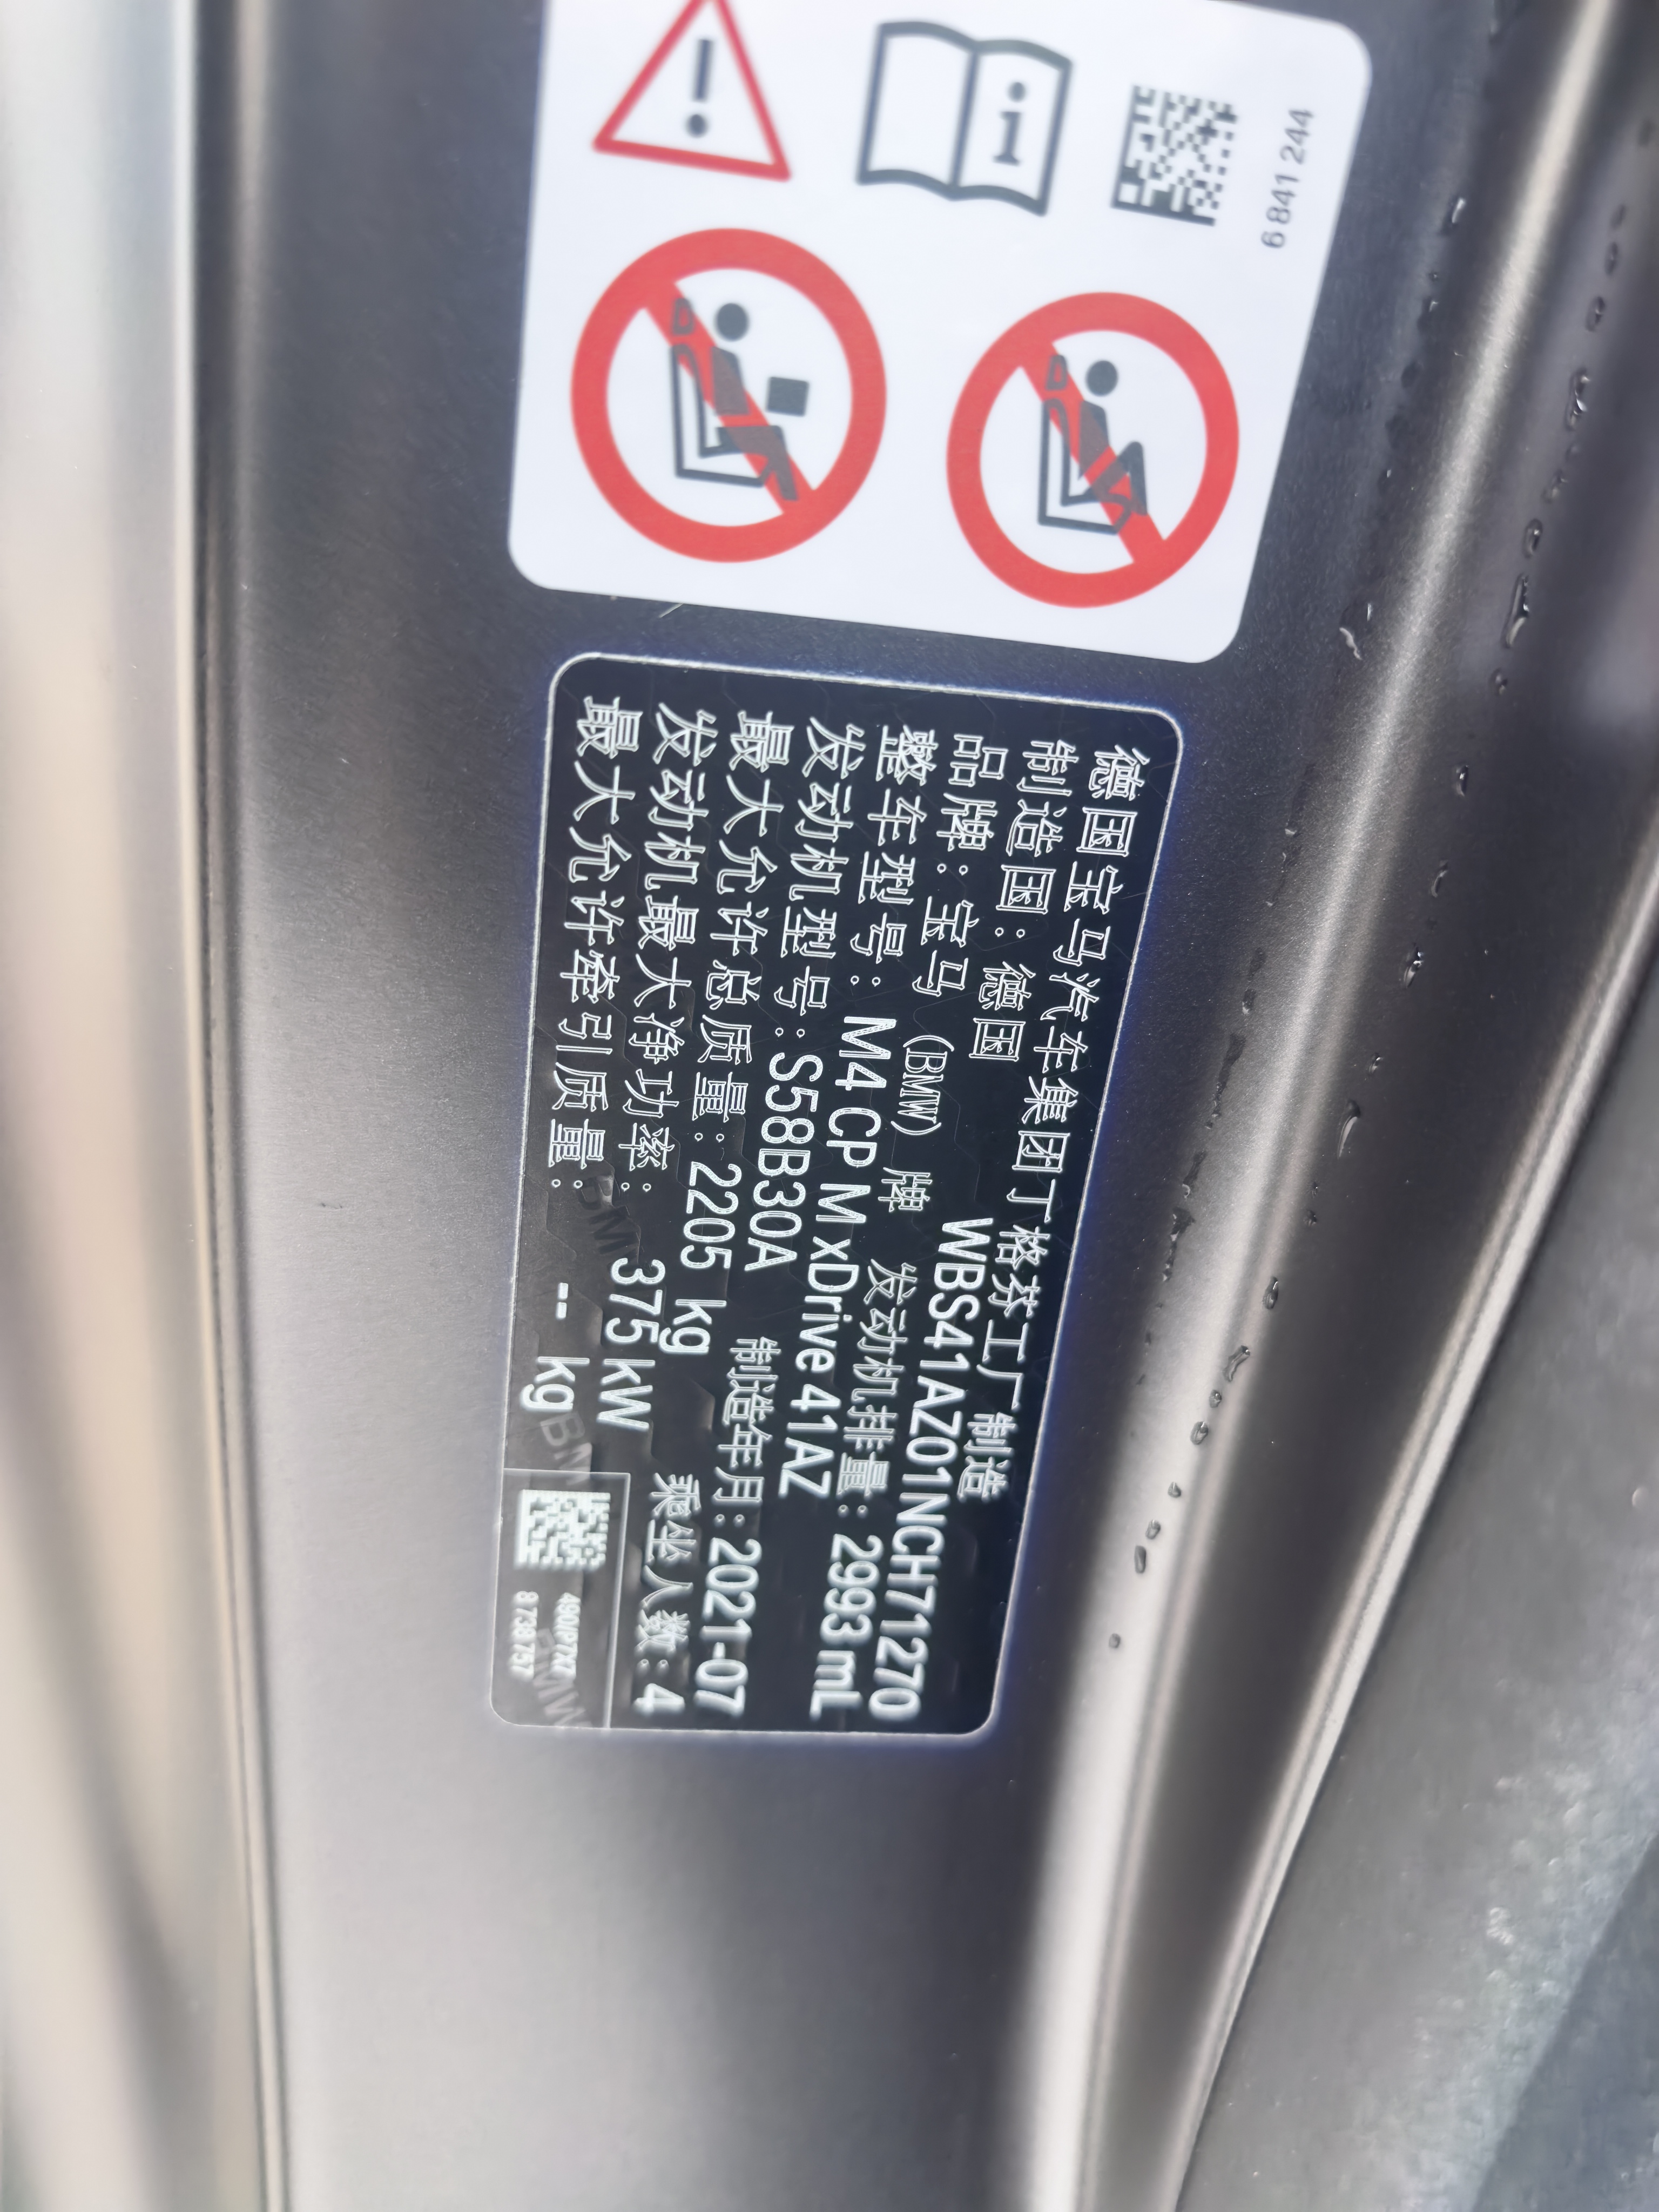 i
6 841 244
德国宝马汽车集团丁格芬工厂制造
制造国：德国 WBS41AZ01NCH71270
品牌：宝马（BMW）牌 发动机排量：2993 mL
整车型号：M4 Cp M xDrive 41AZ
发动机型号：S58B30A 制造年月：2021-07
最大允许总质量：2205 kg 乘坐人数：4
发动机最大净功率：375 kW
最大允许牵引质量： -- kg
8 738 757